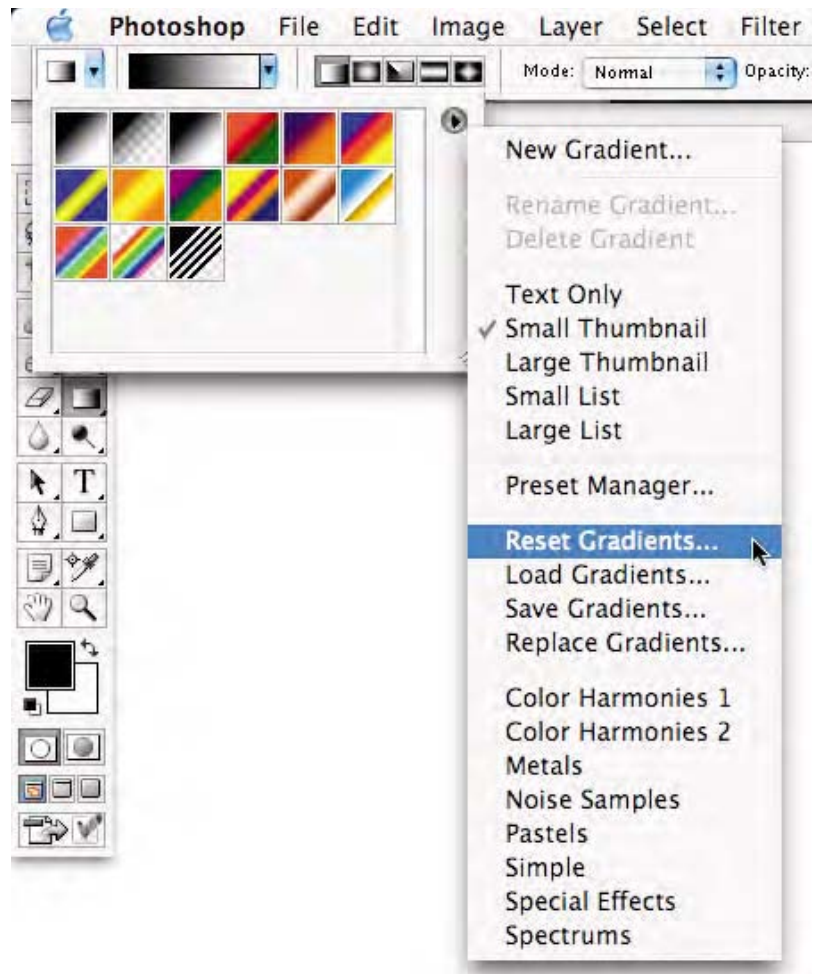 Photoshop File Edit Image Layer Select Filter
Mode: Normal Opacity:
New Gradient...
Rename Gradient...
Delete Gradient
Text Only
Small Thumbnail
Large Thumbnail
Small List
Large List
Preset Manager...
Reset Gradients...
Load Gradients...
Save Gradients...
Replace Gradients...
Color Harmonies 1
Color Harmonies 2
Metals
Noise Samples
Pastels
Simple
Special Effects
Spectrums
T